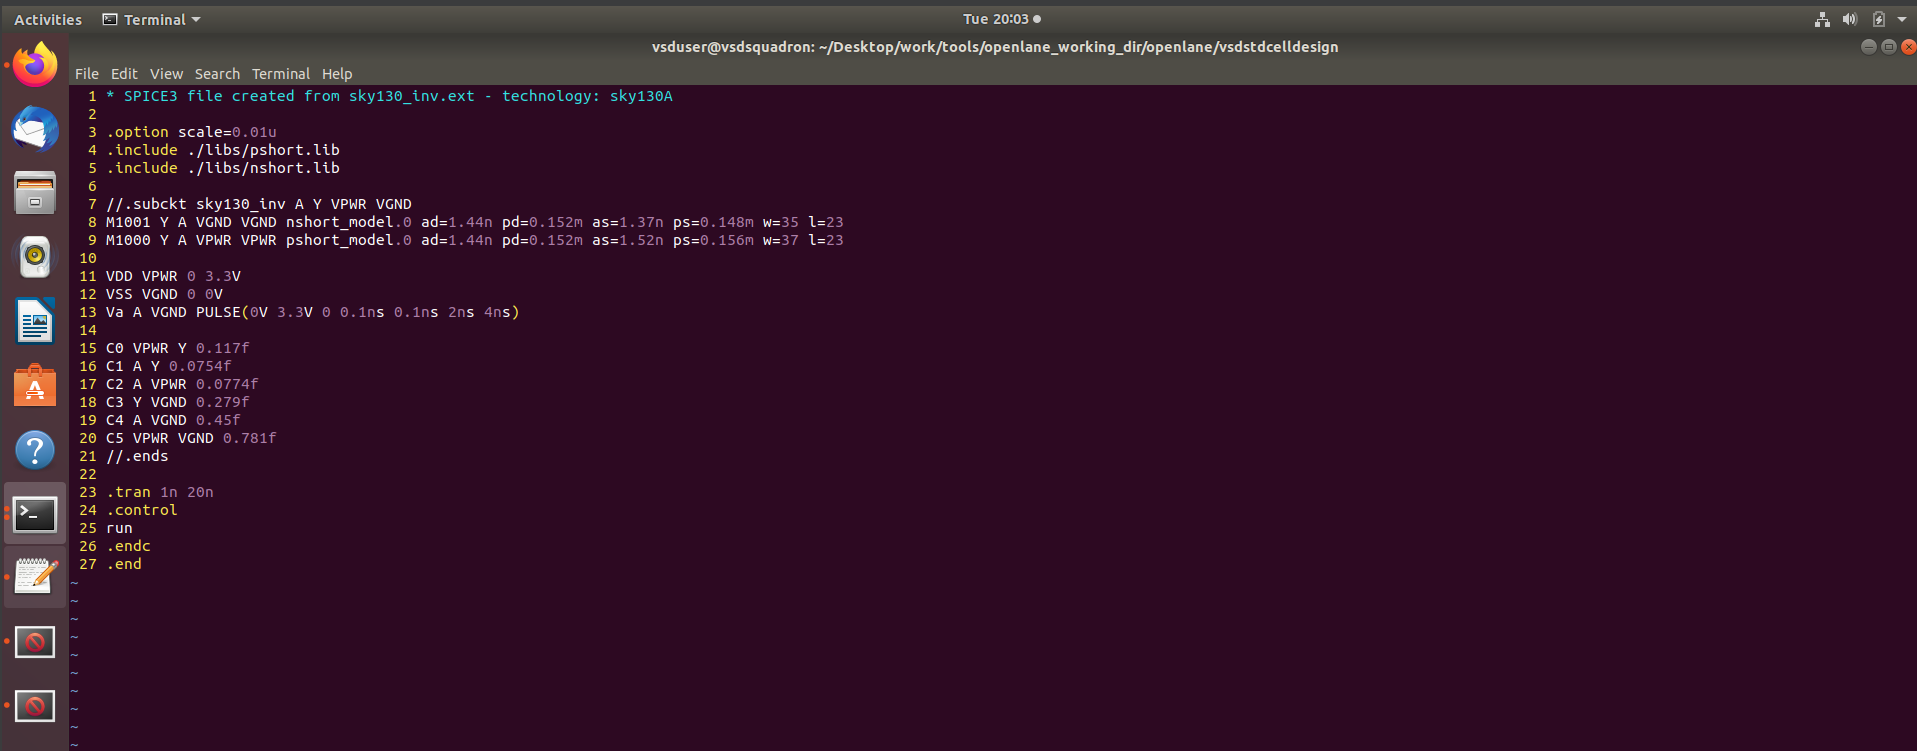 Activities Terminal Tue 20:03
vsduser@vsdsquadron: ~/Desktop/work/tools/openlane_working_dir/openlane/vsdstdcelldesign
File Edit View Search Terminal Help
1 * SPICE3 file created from sky130_inv.ext - technology: sky130A
2
3 .option scale=0.01u
4 .include ./libs/pshort.lib
5 .include ./libs/nshort.lib
6
7 //.subckt sky130_inv A Y VPWR VGND
8 M1001 Y A VGND VGND nshort_model.0 ad=1.44n pd=0.152m as=1.37n ps=0.148m w=35 l=23
9 M1000 Y A VPWR VPWR pshort_model.0 ad=1.44n pd=0.152m as=1.52n ps=0.156m w=37 l=23
10
11 VDD VPWR 0 3.3V
12 VSS VGND 0 0V
13 Va A VGND PULSE(0V 3.3V 0 0.1ns 0.1ns 2ns 4ns)
14
15 C0 VPWR Y 0.117f
16 C1 A Y 0.0754f
17 C2 A VPWR 0.0774f
18 C3 Y VGND 0.279f
19 C4 A VGND 0.45f
20 C5 VPWR VGND 0.781f
21 //.ends
22
23 .tran 1n 20n
24 .control
25 run
26 .endc
27 .end
~
~
~
~
~
~
~
~
~
~